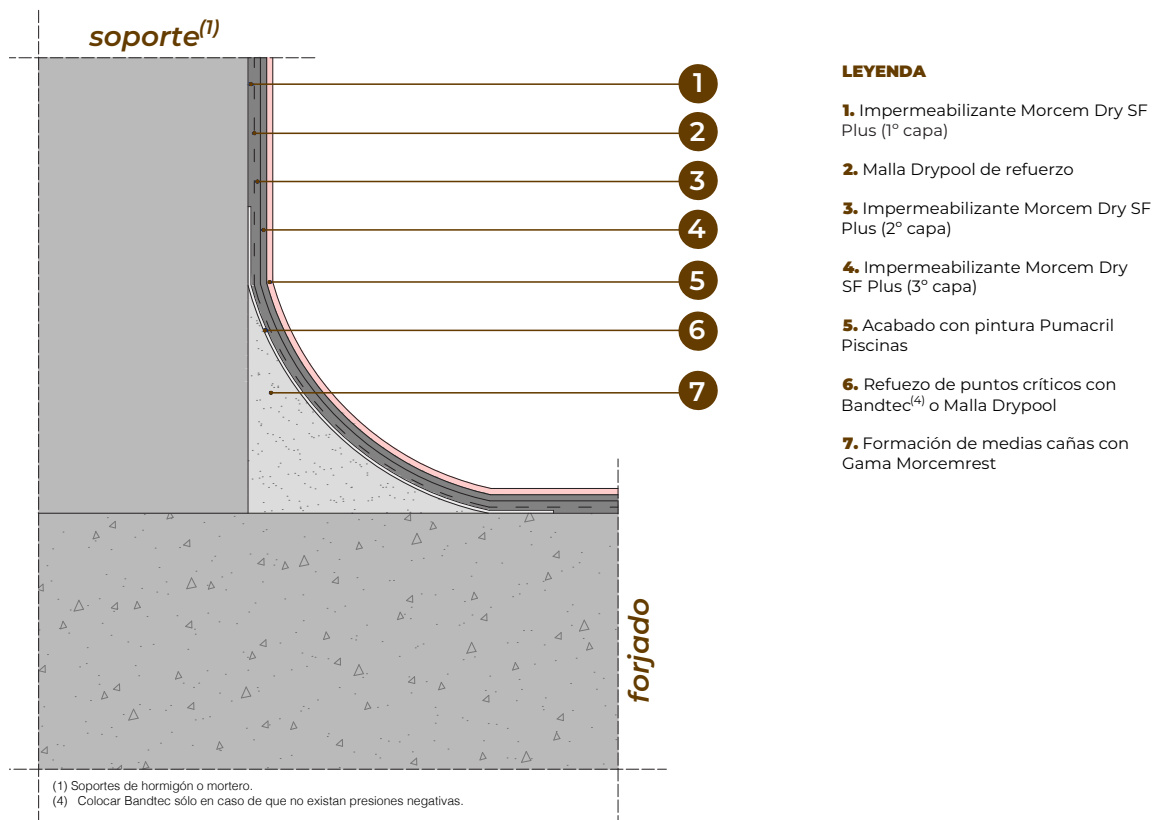 soporte(1)
1
2
3
4
5
6
7
forjado
LEYENDA
1. Impermeabilizante Morcem Dry SF
Plus (1º capa)
2. Malla Drypool de refuerzo
3. Impermeabilizante Morcem Dry SF
Plus (2º capa)
4. Impermeabilizante Morcem Dry
SF Plus (3º capa)
5. Acabado con pintura Pumacril
Piscinas
6. Refuezo de puntos críticos con
Bandtec(4) o Malla Drypool
7. Formación de medias cañas con
Gama Morcemrest
(1) Soportes de hormigón o mortero.
(4) Colocar Bandtec sólo en caso de que no existan presiones negativas.